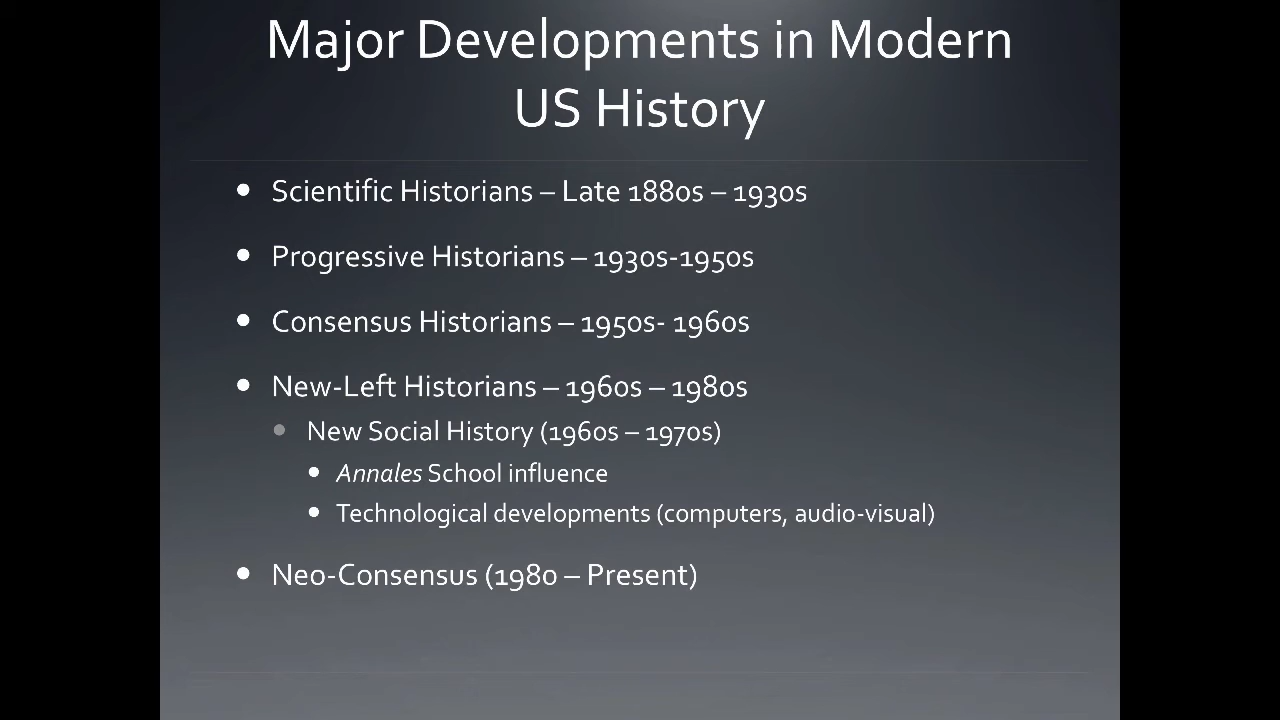 Major Developments in Modern
US History
• Scientific Historians – Late 1880s – 1930s
• Progressive Historians – 1930s-1950s
• Consensus Historians – 1950s- 1960s
• New-Left Historians – 1960s – 1980s
• New Social History (1960s – 1970s)
• Annales School influence
• Technological developments (computers, audio-visual)
• Neo-Consensus (1980 – Present)